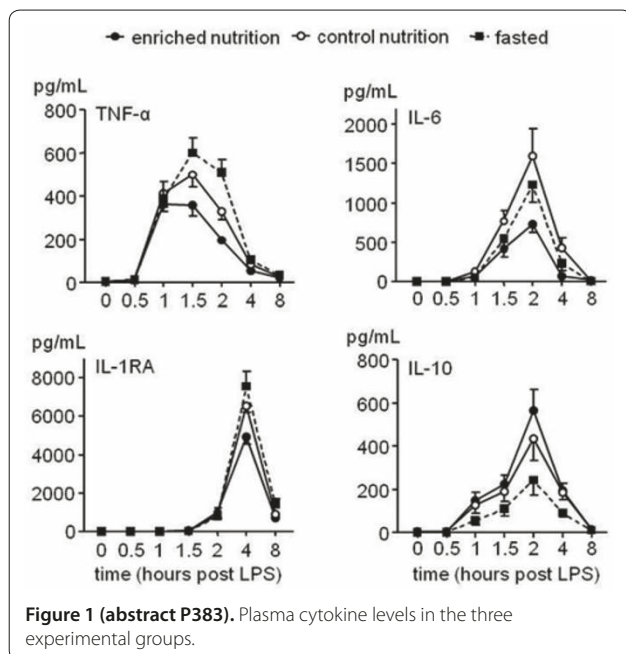 enriched nutrition control nutrition fasted
pg/mL
TNF-α
800
600
400
200
0
0 0.5 1 1.5 2 4 8
pg/mL
IL-6
2000
1500
1000
500
0
0 0.5 1 1.5 2 4 8
pg/mL
IL-1RA
8000
6000
4000
2000
0
0 0.5 1 1.5 2 4 8
time (hours post LPS)
pg/mL
IL-10
800
600
400
200
0
0 0.5 1 1.5 2 4 8
time (hours post LPS)
Figure 1 (abstract P383). Plasma cytokine levels in the three
experimental groups.